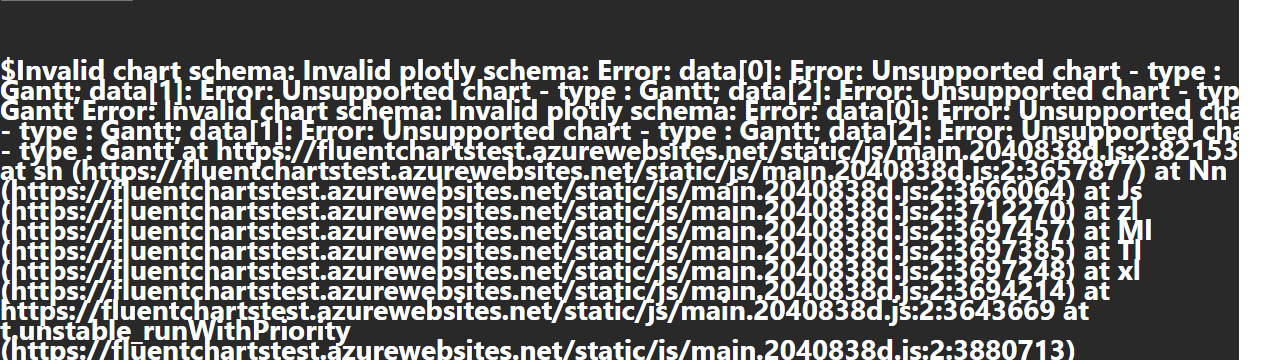 $Invalid chart schema: Invalid plotly schema: Error: data[0]: Error: Unsupported chart - type :
Gantt; data[1]: Error: Unsupported chart - type : Gantt; data[2]: Error: Unsupported chart - typ
Gantt Error: Invalid chart schema: Invalid plotly schema: Error: data[0]: Error: Unsupported cha
- type : Gantt; data[1]: Error: Unsupported chart - type : Gantt; data[2]: Error: Unsupported cha
- type : Gantt at https://fluentchartstest.azurewebsites.net/static/js/main.2040838d.js:2:82153
at sh (https://fluentchartstest.azurewebsites.net/static/js/main.2040838d.js:2:3657877) at Nn
(https://fluentchartstest.azurewebsites.net/static/js/main.2040838d.js:2:3666064) at Js
(https://fluentchartstest.azurewebsites.net/static/js/main.2040838d.js:2:3712270) at zl
(https://fluentchartstest.azurewebsites.net/static/js/main.2040838d.js:2:3697457) at Ml
(https://fluentchartstest.azurewebsites.net/static/js/main.2040838d.js:2:3697385) at Tl
(https://fluentchartstest.azurewebsites.net/static/js/main.2040838d.js:2:3697248) at xl
(https://fluentchartstest.azurewebsites.net/static/js/main.2040838d.js:2:3694214) at
https://fluentchartstest.azurewebsites.net/static/js/main.2040838d.js:2:3643669 at
t.unstable_runWithPriority
(https://fluentchartstest.azurewebsites.net/static/js/main.2040838d.js:2:3880713)